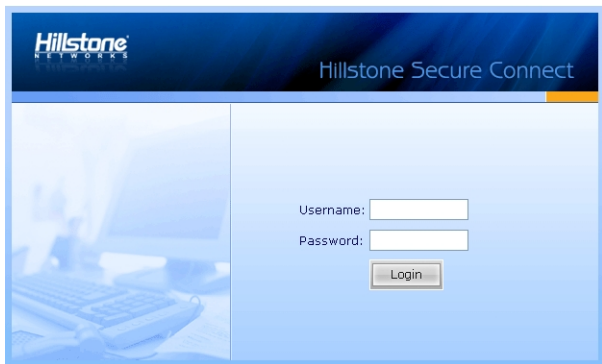 Hillstone
NETWORKS
Hillstone Secure Connect
Username:
Password:
Login